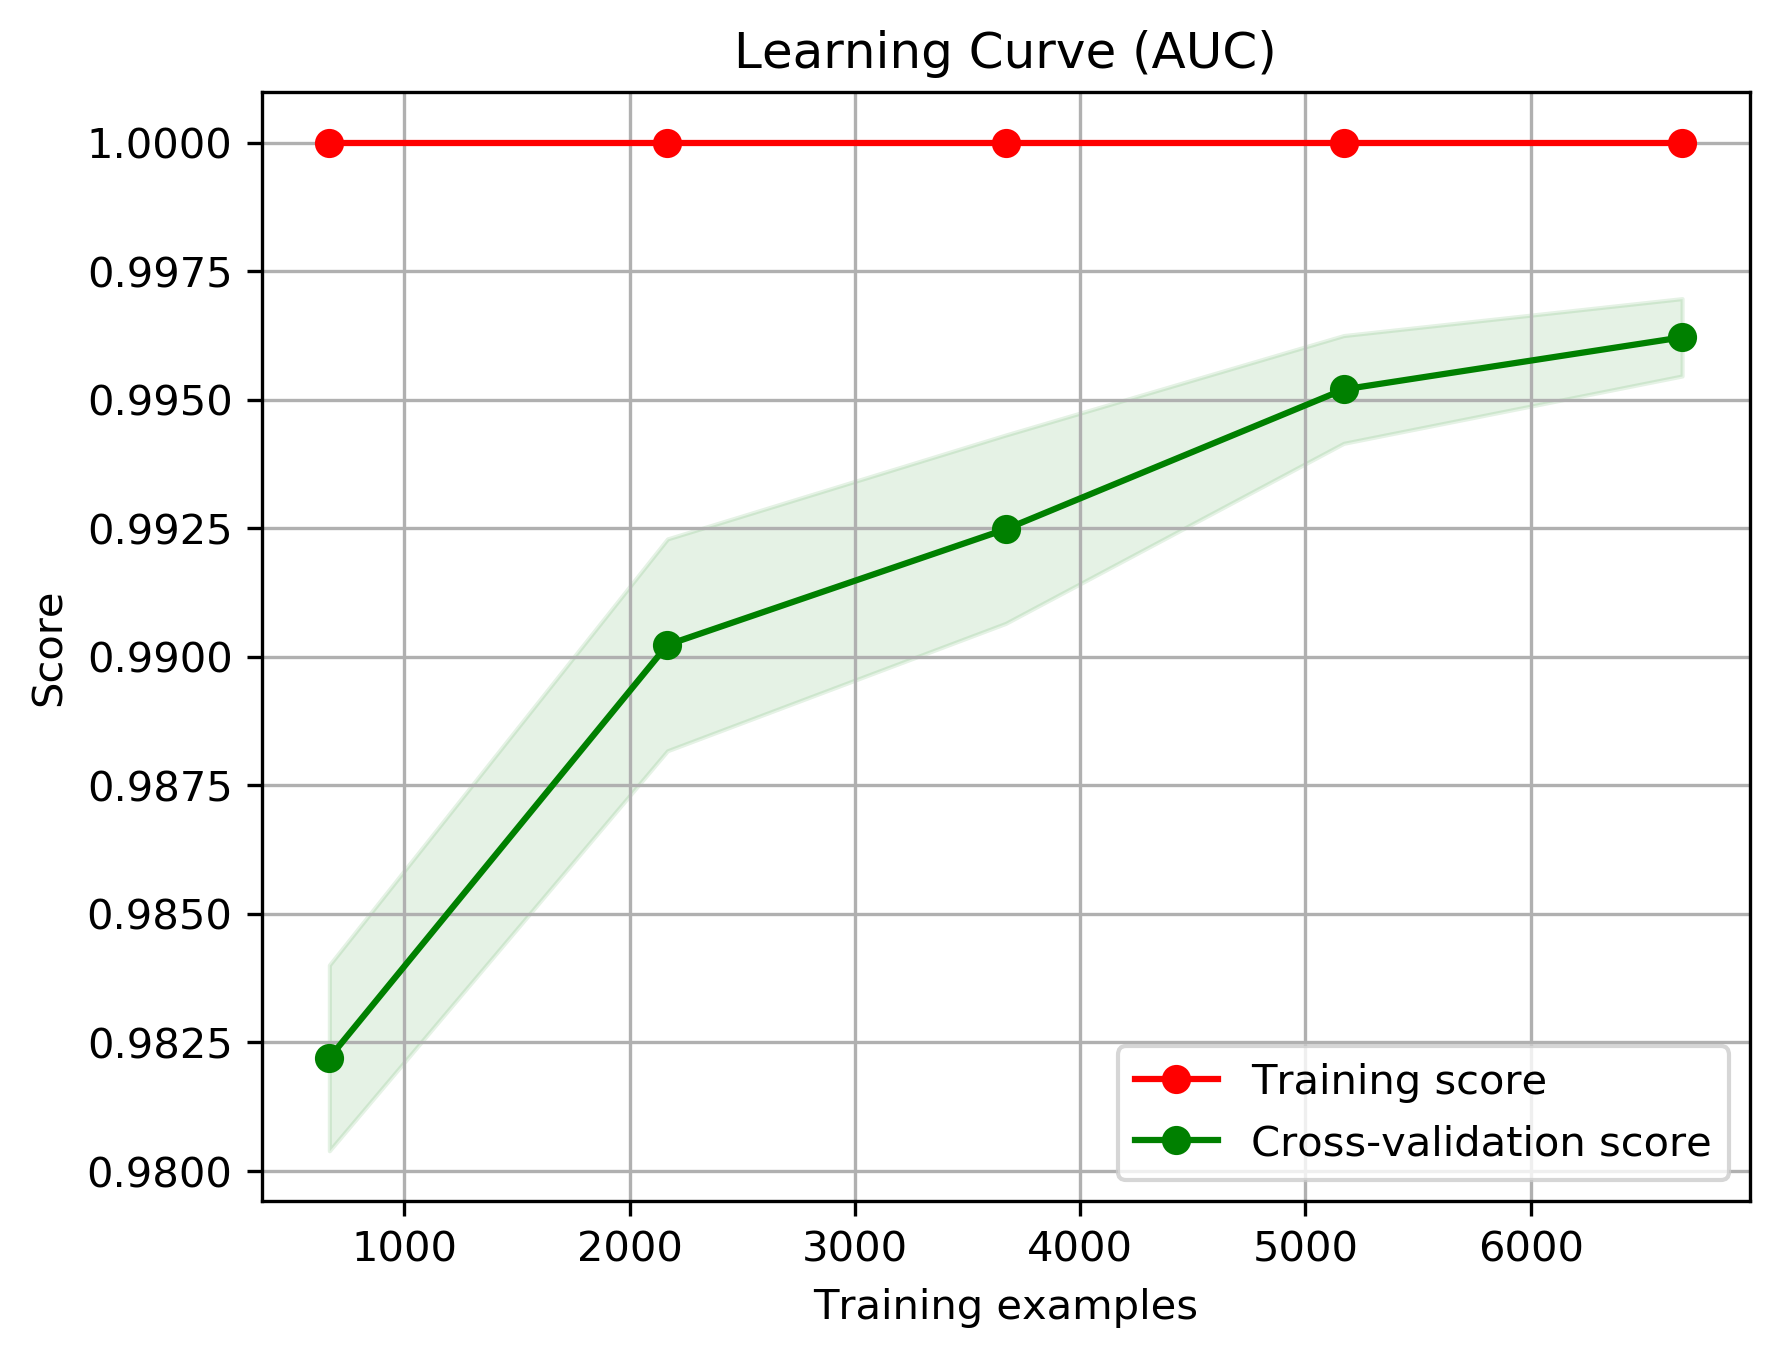 Learning Curve (AUC)
1.0000
0.9975
0.9950
0.9925
0.9900
0.9875
0.9850
0.9825
0.9800
Score
Training score
Cross-validation score
1000 2000 3000 4000 5000 6000
Training examples